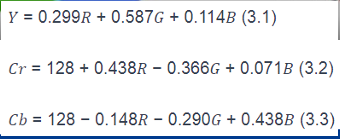 Y = 0.299R + 0.587G + 0.114B (3.1)
Cr = 128 + 0.438R − 0.366G + 0.071B (3.2)
Cb = 128 − 0.148R − 0.290G + 0.438B (3.3)